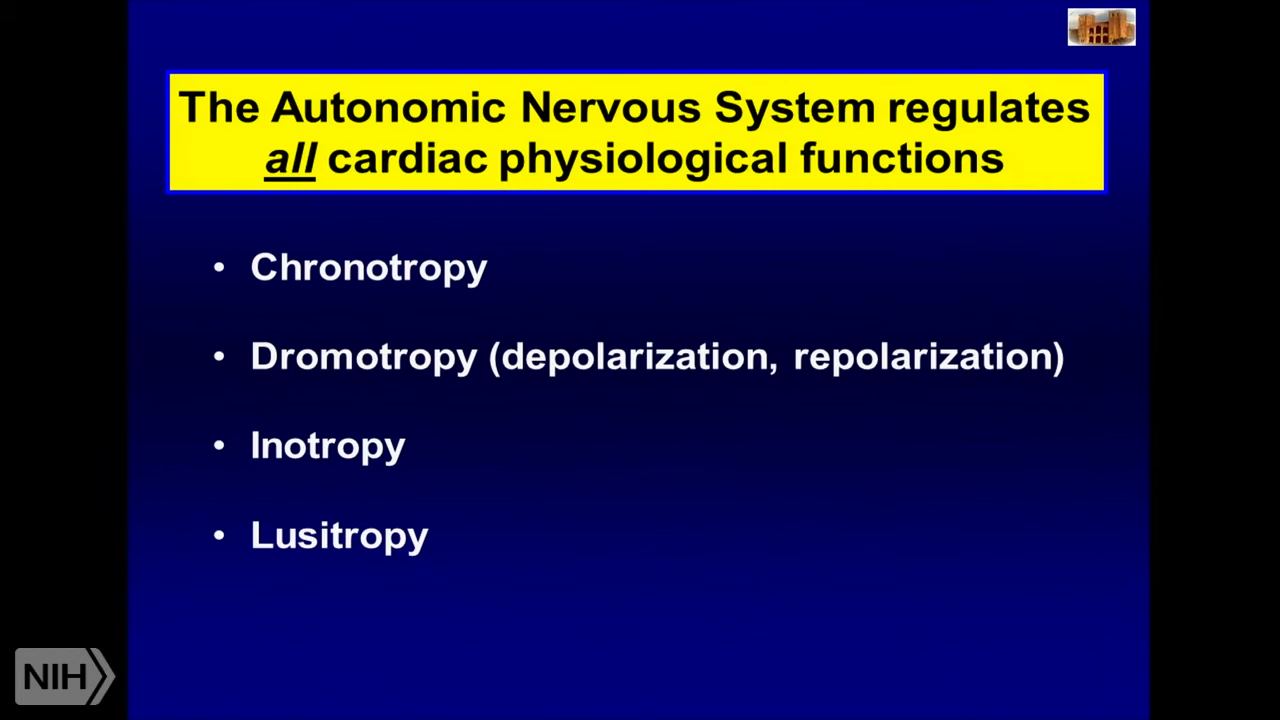 The Autonomic Nervous System regulates
all cardiac physiological functions
• Chronotropy
• Dromotropy (depolarization, repolarization)
• Inotropy
• Lusitropy
NIH